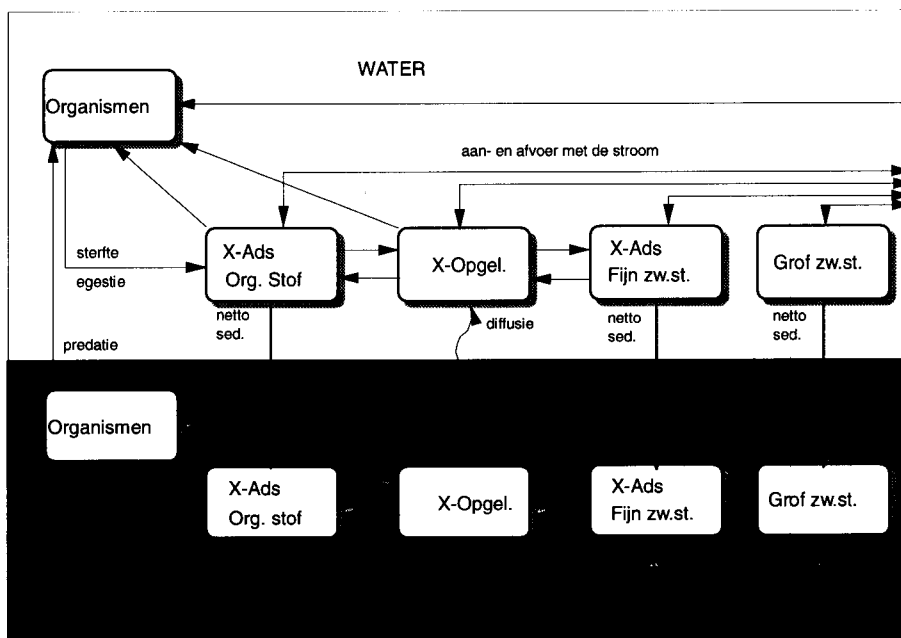 WATER
Organismen
aan- en afvoer met de stroom
X-Ads
Org. Stof
X-Opgel.
X-Ads
Fijn zw.st.
Grof zw.st.
sterfte
egestie
netto
sed.
diffusie
netto
sed.
netto
sed.
predatie
Organismen
X-Ads
Org. stof
X-Opgel.
X-Ads
Fijn zw.st.
Grof zw.st.